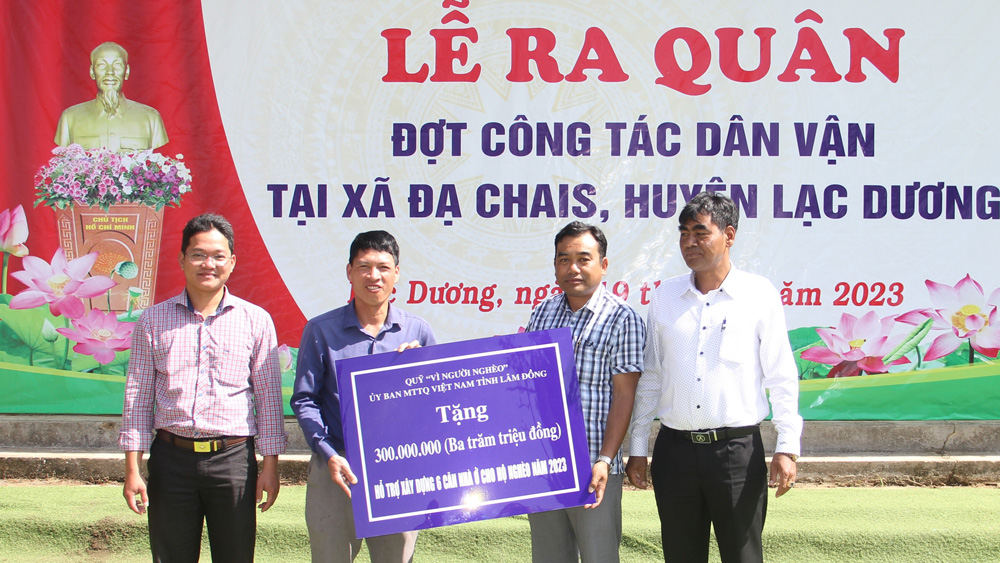 LỄ RA QUÂN
ĐỢT CÔNG TÁC DÂN VẬN
TẠI XÃ ĐẠ CHAIS, HUYỆN LẠC DƯƠNG
Dương, 19 năm 2023
CHỦ TỊCH
HỒ CHÍ MINH
QUỸ "VÌ NGƯỜI NGHÈO"
ỦY BAN MTTQ VIỆT NAM TỈNH LÂM ĐỒNG
Tặng
300.000.000 (Ba trăm triệu đồng)
HỖ TRỢ XÂY DỰNG 6 CĂN NHÀ Ở CHO HỘ NGHÈO NĂM 2023